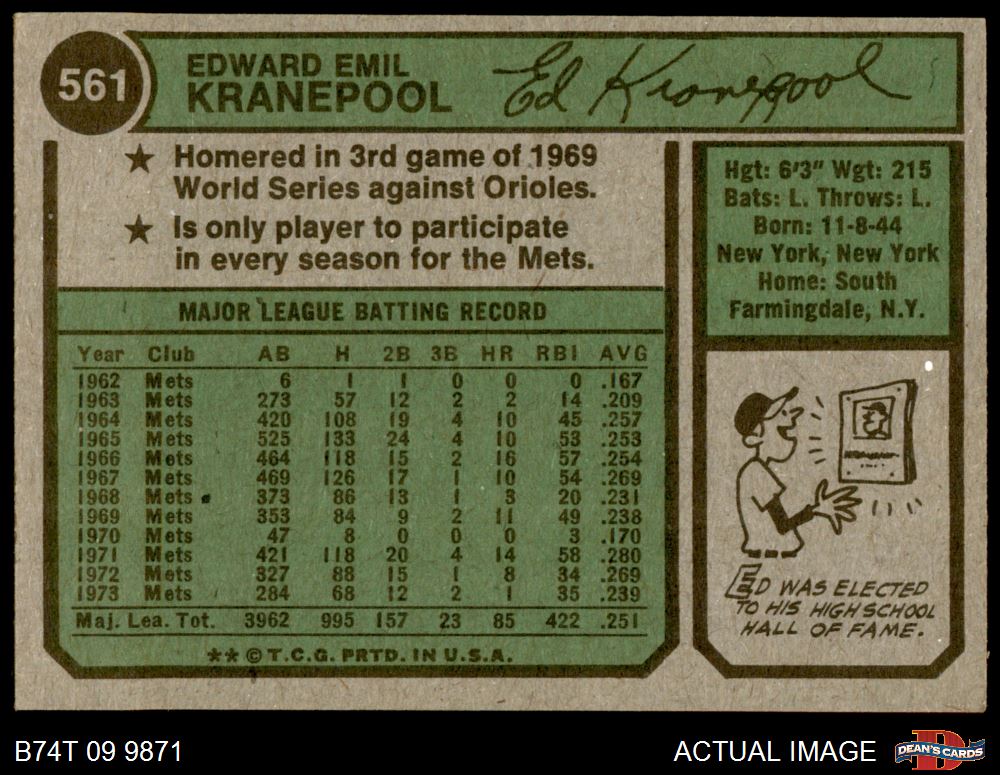 561
EDWARD EMIL
KRANEPOOL
Ed Kranepool
★ Homered in 3rd game of 1969
World Series against Orioles.
★ Is only player to participate
in every season for the Mets.
Hgt: 6'3" Wgt: 215
Bats: L. Throws: L.
Born: 11-8-44
New York, New York
Home: South
Farmingdale, N.Y.
MAJOR LEAGUE BATTING RECORD
Year Club AB H 2B 3B HR RBI AVG
1962 Mets 6 1 1 0 0 0 .167
1963 Mets 273 57 12 2 2 14 .209
1964 Mets 420 108 19 4 10 45 .257
1965 Mets 525 133 24 4 10 53 .253
1966 Mets 464 118 15 2 16 57 .254
1967 Mets 469 126 17 1 10 54 .269
1968 Mets 373 86 13 1 3 20 .231
1969 Mets 353 84 9 2 11 49 .238
1970 Mets 47 8 0 0 0 3 .170
1971 Mets 421 118 20 4 14 58 .280
1972 Mets 327 88 15 1 8 34 .269
1973 Mets 284 68 12 2 1 35 .239
Maj. Lea. Tot. 3962 995 157 23 85 422 .251
** © T.C.G. PRTD. IN U.S.A.
ED WAS ELECTED
TO HIS HIGH SCHOOL
HALL OF FAME.
B74T 09 9871
ACTUAL IMAGE
DEAN'S CARDS